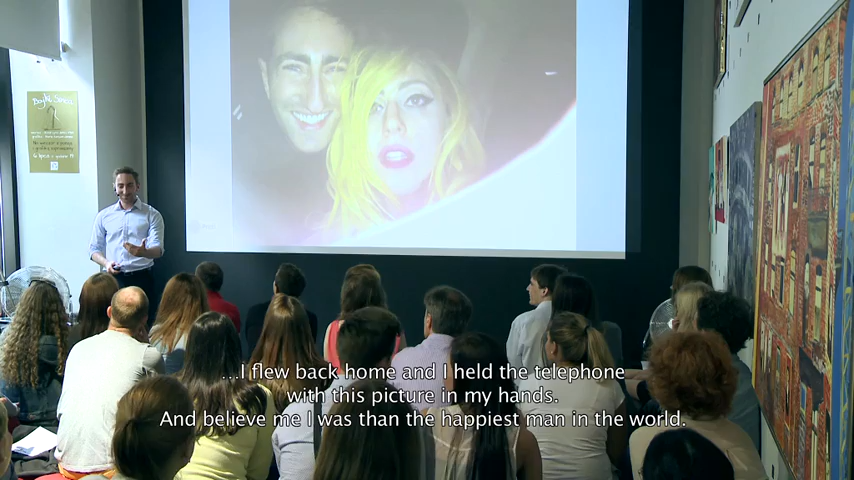 ...I flew back home and I held the telephone
with this picture in my hands.
And believe me I was than the happiest man in the world.